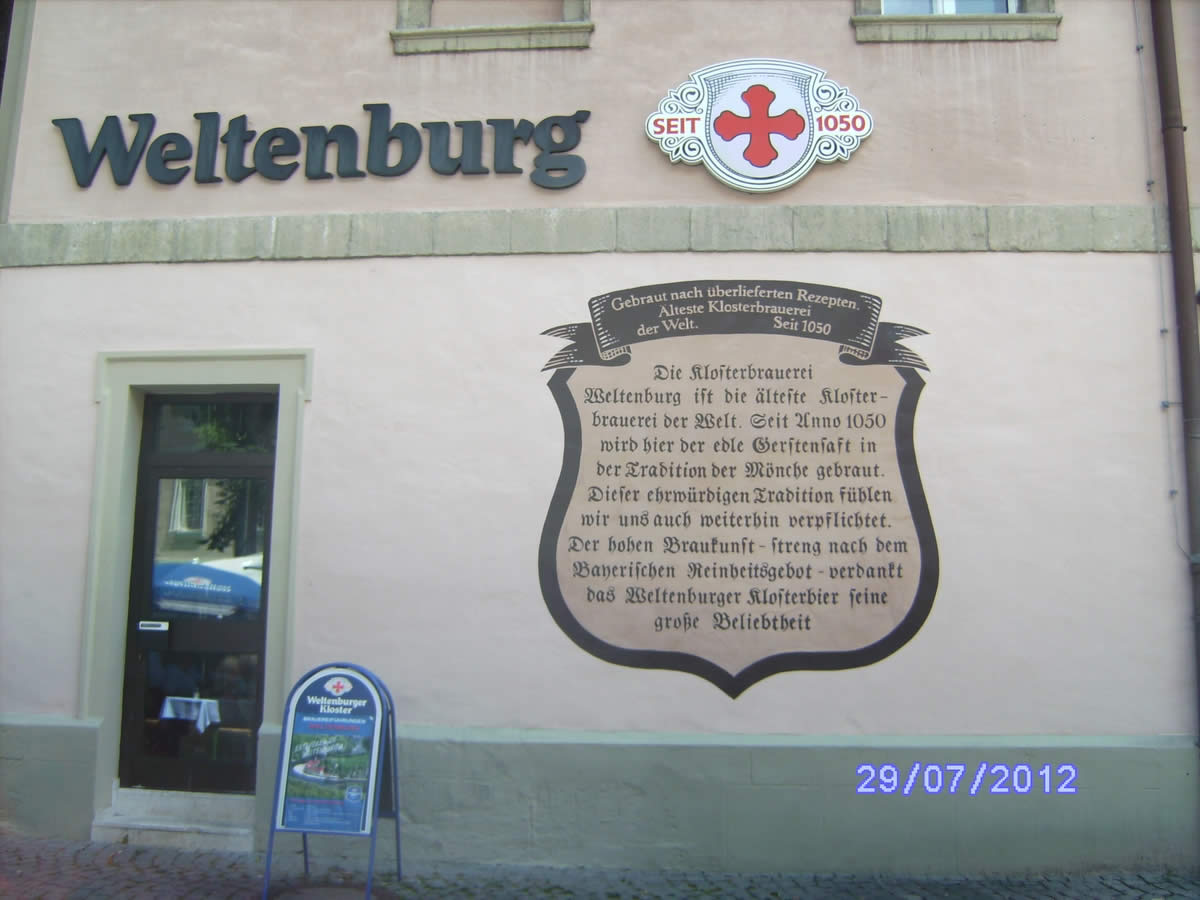 Weltenburg
SEIT 1050
Gebraut nach überlieferten Rezepten.
Älteste Klosterbrauerei
der Welt. Seit 1050
Die Kloſterbrauerei
Weltenburg iſt die älteſte Kloſter-
brauerei der Welt. Seit Anno 1050
wird hier der edle Gerſtenſaft in
der Tradition der Mönche gebraut.
Dieſer ehrwürdigen Tradition fühlen
wir uns auch weiterhin verpflichtet.
Der hohen Braukunſt - ſtreng nach dem
Bayeriſchen Reinheitsgebot - verdankt
das Weltenburger Kloſterbier ſeine
große Beliebtheit
Weltenburger
Kloster
BRAUEREIFÜHRUNGEN
29/07/2012